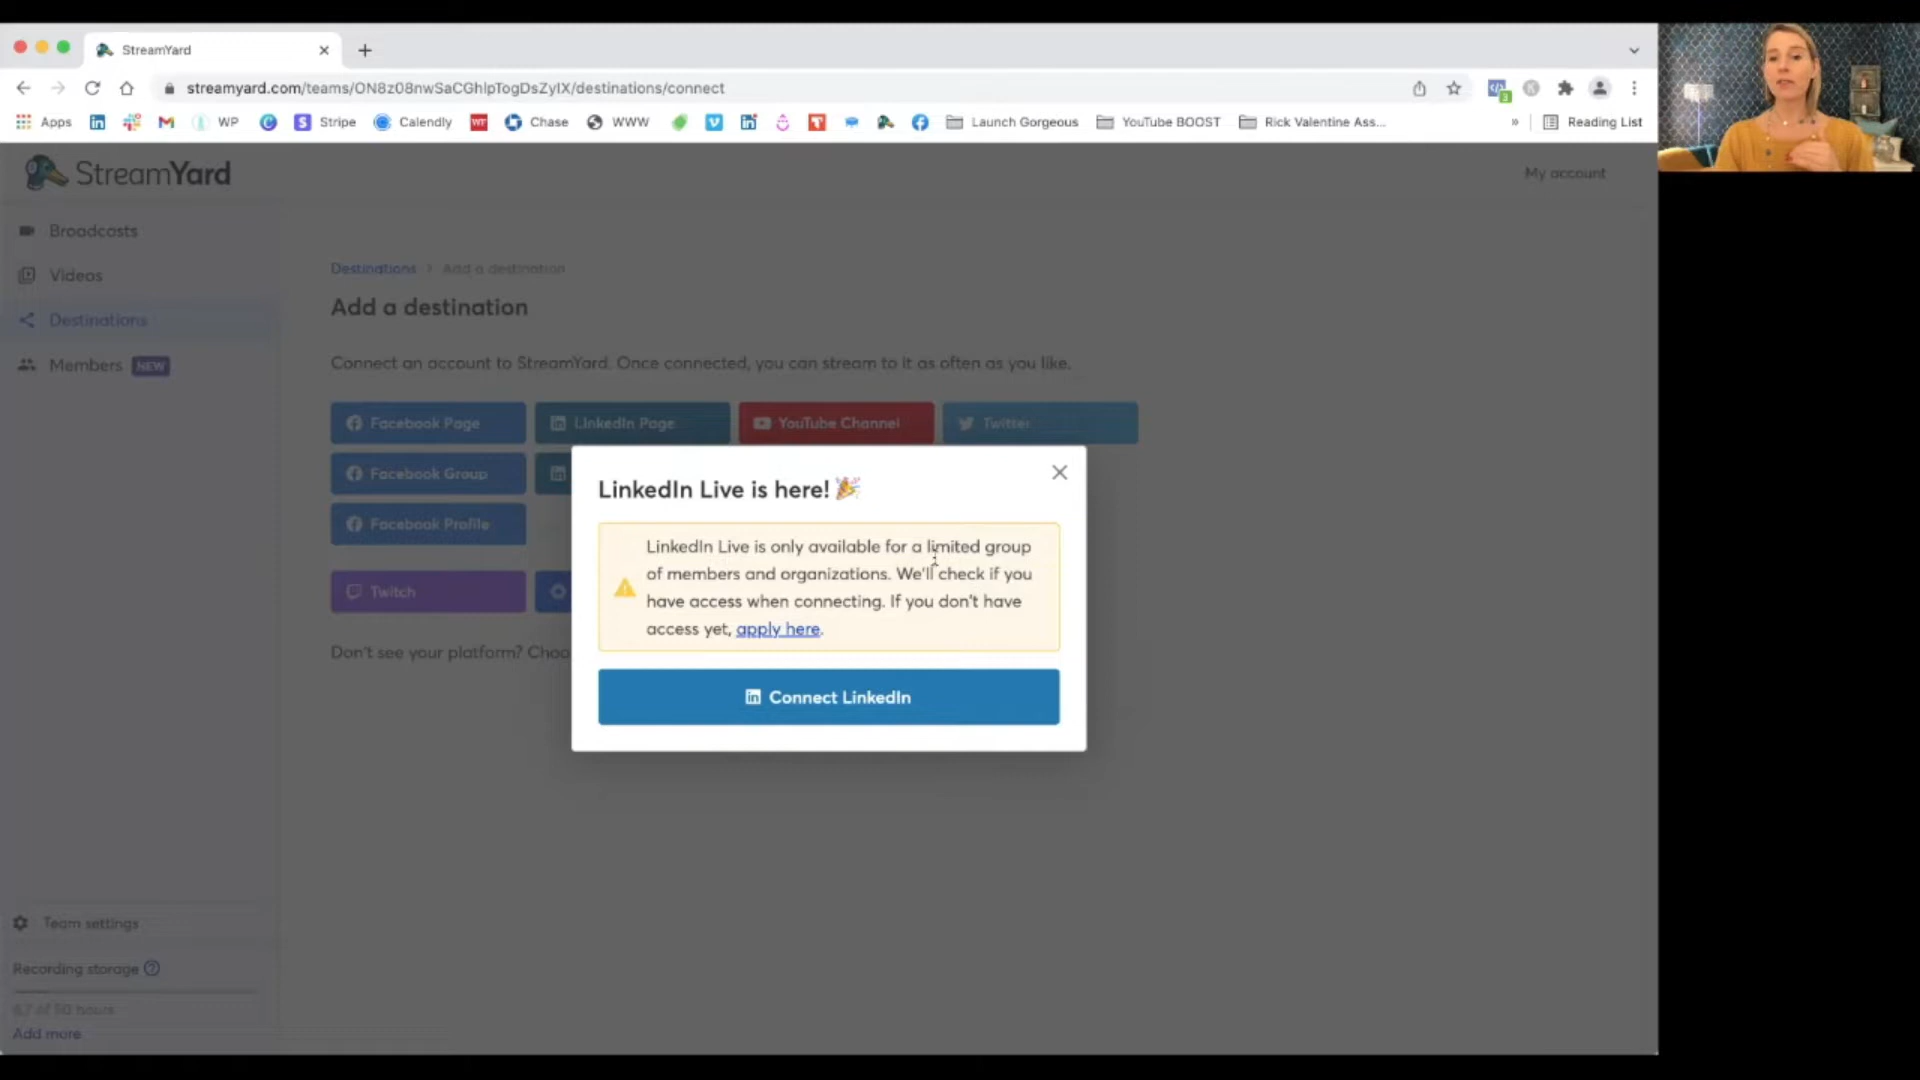 StreamYard
streamyard.com/teams/ON8z08nwSaCGhlpTogDsZyIX/destinations/connect
Apps
WP
Stripe
Calendly
WF
Chase
WWW
Launch Gorgeous
YouTube BOOST
Rick Valentine Ass...
»
Reading List
StreamYard
My account
Broadcasts
Videos
Destinations
Members NEW
Destinations > Add a destination
Add a destination
Connect an account to StreamYard. Once connected, you can stream to it as often as you like.
Facebook Page
LinkedIn Page
YouTube Channel
Twitter
Facebook Group
Facebook Profile
Twitch
Don't see your platform? Choo
LinkedIn Live is here! 🎉
LinkedIn Live is only available for a limited group
of members and organizations. We'll check if you
have access when connecting. If you don't have
access yet, apply here.
Connect LinkedIn
Team settings
Recording storage
Add more